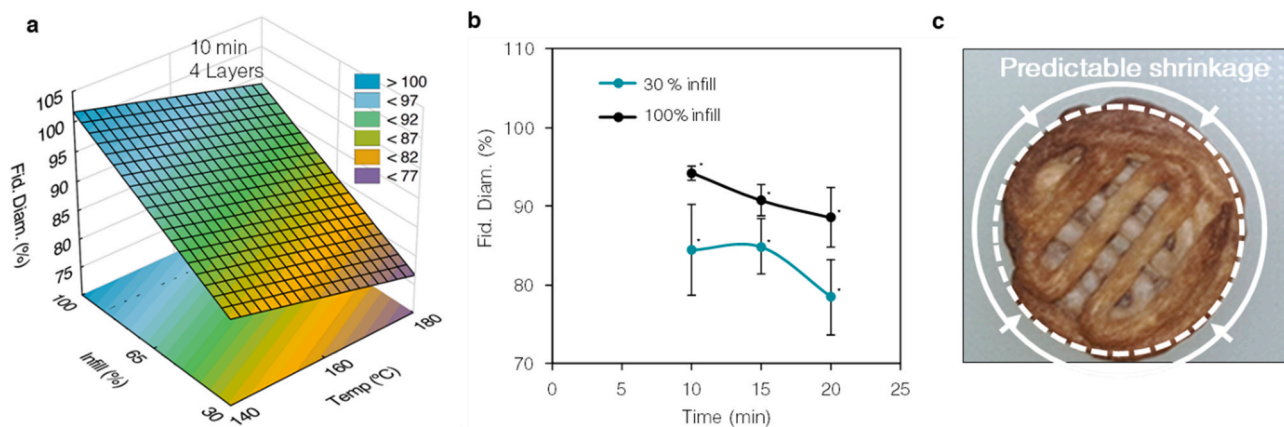 a
10 min
4 Layers
> 100
< 97
< 92
< 87
< 82
< 77
105
100
95
90
85
80
75
Fid. Diam. (%)
100
65
30
Infill (%)
140
160
180
Temp (ºC)
b
110
100
90
80
70
Fid. Diam. (%)
30 % infill
100% infill
0
5
10
15
20
25
Time (min)
c
Predictable shrinkage